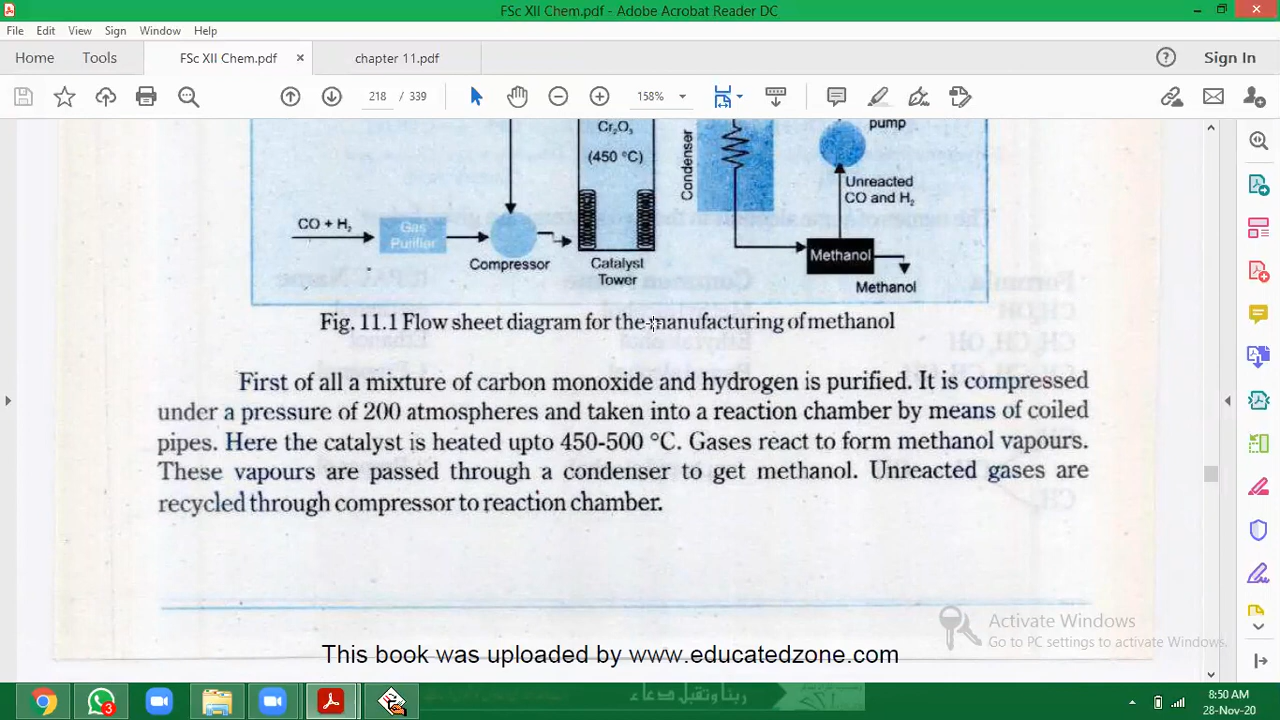 FSc XII Chem.pdf - Adobe Acrobat Reader DC
File Edit View Sign Window Help
Home Tools FSc XII Chem.pdf × chapter 11.pdf Sign In
218 / 339 158%
Cr₂O₃
(450 °C)
Condenser
pump
Unreacted
CO and H₂
CO + H₂
Gas
Purifier
Compressor
Catalyst
Tower
Methanol
Methanol
Fig. 11.1 Flow sheet diagram for the manufacturing of methanol
First of all a mixture of carbon monoxide and hydrogen is purified. It is compressed
under a pressure of 200 atmospheres and taken into a reaction chamber by means of coiled
pipes. Here the catalyst is heated upto 450-500 °C. Gases react to form methanol vapours.
These vapours are passed through a condenser to get methanol. Unreacted gases are
recycled through compressor to reaction chamber.
Activate Windows
Go to PC settings to activate Windows.
This book was uploaded by www.educatedzone.com
3
ربنا وتقبل دعاء
8:50 AM
28-Nov-20